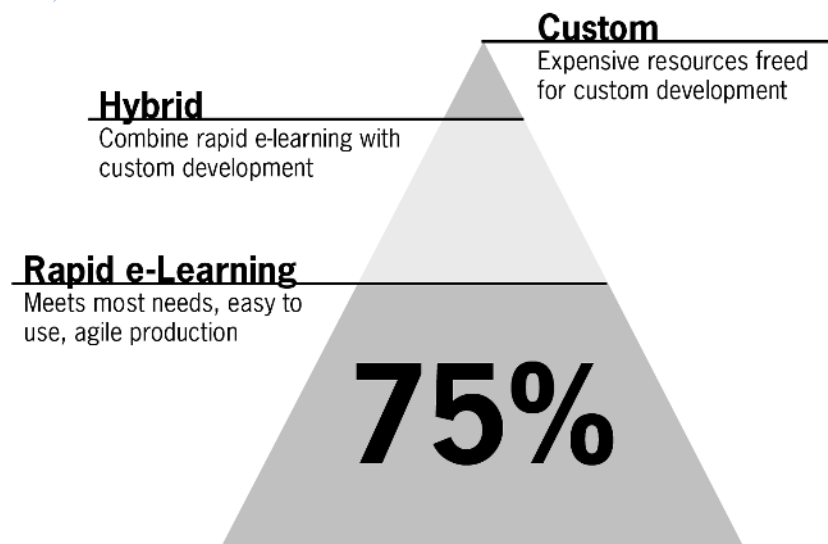 Custom
Expensive resources freed
for custom development
Hybrid
Combine rapid e-learning with
custom development
Rapid e-Learning
Meets most needs, easy to
use, agile production
75%